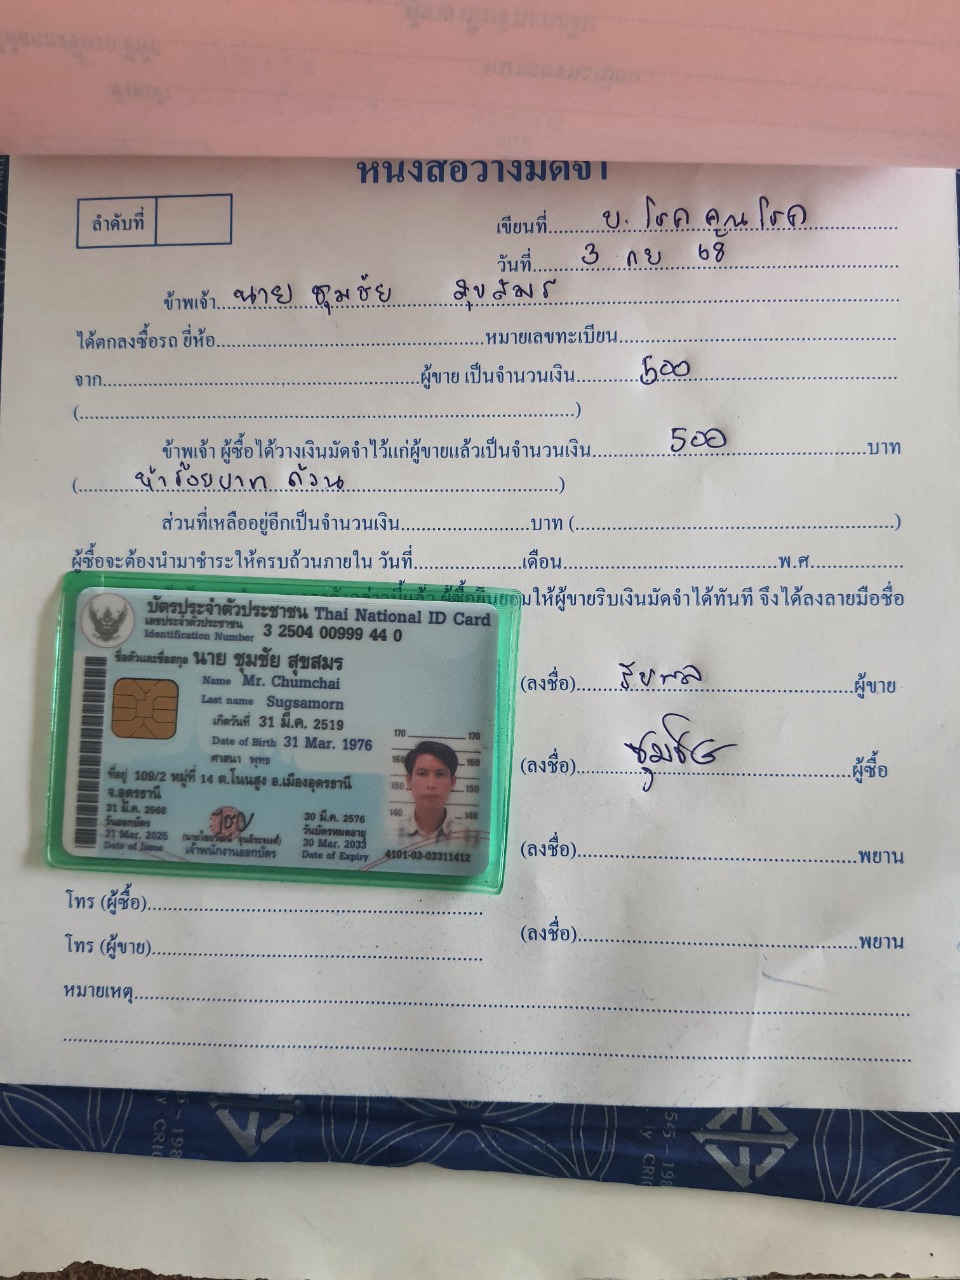 หนังสือวางมัดจำ
ลำดับที่
เขียนที่ บ. โชค คูณ โชค
วันที่ 3 กย 68
ข้าพเจ้า นาย ชุมชัย สุขสมร
ได้ตกลงซื้อรถ ยี่ห้อ หมายเลขทะเบียน
จาก ผู้ขาย เป็นจำนวนเงิน 500
( )
ข้าพเจ้า ผู้ซื้อได้วางเงินมัดจำไว้แก่ผู้ขายแล้วเป็นจำนวนเงิน 500 บาท
( ห้าร้อยบาท ถ้วน )
ส่วนที่เหลืออยู่อีกเป็นจำนวนเงิน บาท ( )
ผู้ซื้อจะต้องนำมาชำระให้ครบถ้วนภายใน วันที่ เดือน พ.ศ.
ผู้ซื้อยินยอมให้ผู้ขายริบเงินมัดจำได้ทันที จึงได้ลงลายมือชื่อ
บัตรประจำตัวประชาชน Thai National ID Card
เลขประจำตัวประชาชน
Identification Number 3 2504 00999 44 0
ชื่อตัวและชื่อสกุล นาย ชุมชัย สุขสมร
Name Mr. Chumchai
Last name Sugsamorn
เกิดวันที่ 31 มี.ค. 2519
Date of Birth 31 Mar. 1976
ศาสนา พุทธ
ที่อยู่ 109/2 หมู่ที่ 14 ต.โนนสูง อ.เมืองอุดรธานี
จ.อุดรธานี
31 มี.ค. 2568
วันออกบัตร
31 Mar. 2025
Date of Issue
เจ้าพนักงานออกบัตร
30 มี.ค. 2576
วันบัตรหมดอายุ
30 Mar. 2033
Date of Expiry
170 170
160 160
150 150
140 140
4101-03-03311412
(ลงชื่อ) ผู้ขาย
(ลงชื่อ) ชุมชัย ผู้ซื้อ
(ลงชื่อ) พยาน
โทร (ผู้ซื้อ)
(ลงชื่อ) พยาน
โทร (ผู้ขาย)
หมายเหตุ